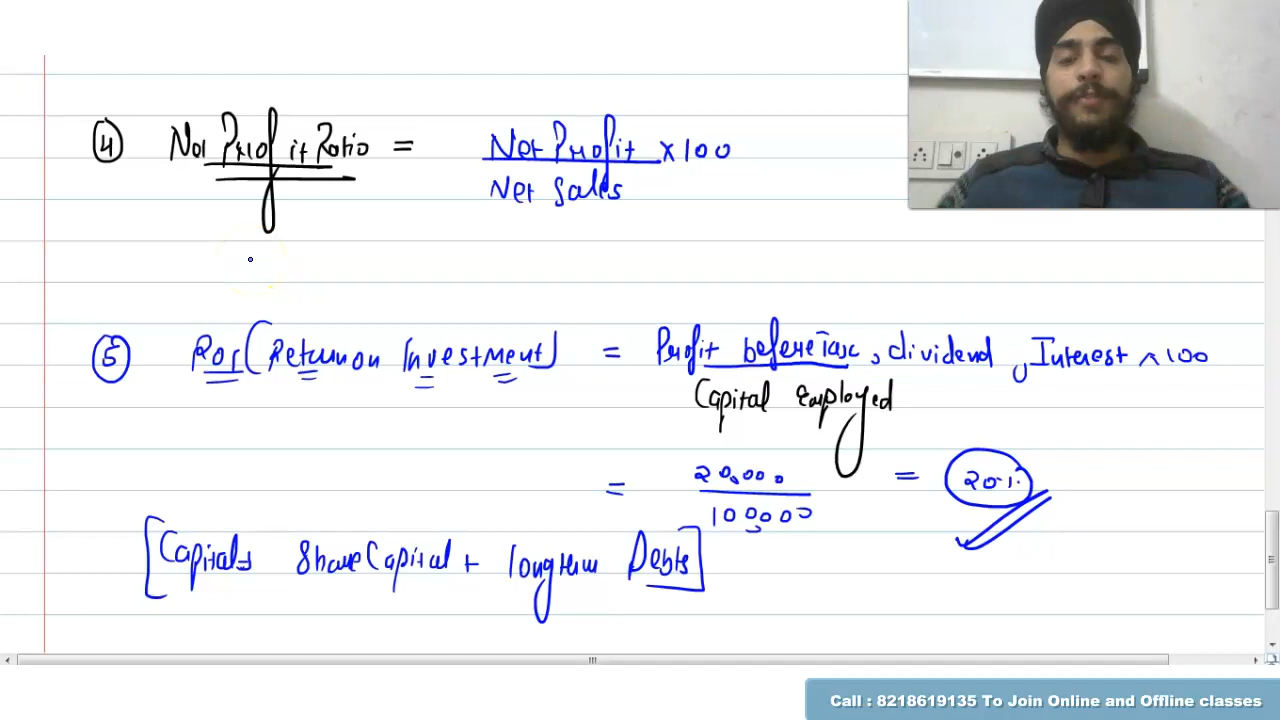 ④ Net Profit Ratio = Net Profit × 100
Net Sales
⑤ ROI (Return on Investment) = Profit before Tax, dividend, Interest × 100
Capital Employed
= 20,000 = 20%
100000
[Capital + Share Capital + long term Debts]
Call : 8218619135 To Join Online and Offline classes